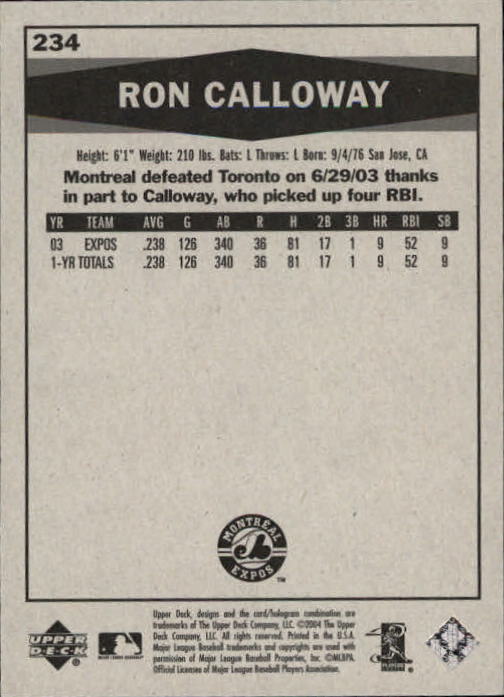 234
RON CALLOWAY
Height: 6'1" Weight: 210 lbs. Bats: L Throws: L Born: 9/4/76 San Jose, CA
Montreal defeated Toronto on 6/29/03 thanks
in part to Calloway, who picked up four RBI.
YR TEAM AVG G AB R H 2B 3B HR RBI SB
03 EXPOS .238 126 340 36 81 17 1 9 52 9
1-YR TOTALS .238 126 340 36 81 17 1 9 52 9
MONTREAL
EXPOS
TM
Upper Deck, designs and the card/hologram combination are
trademarks of The Upper Deck Company, LLC. ©2004 The Upper
Deck Company, LLC. All rights reserved. Printed in the U.S.A.
Major League Baseball trademarks and copyrights are used with
permission of Major League Baseball Properties, Inc. ©MLBPA.
Official Licensee of Major League Baseball Players Association.
UPPER
DECK
MAJOR LEAGUE BASEBALL
PLAYERS